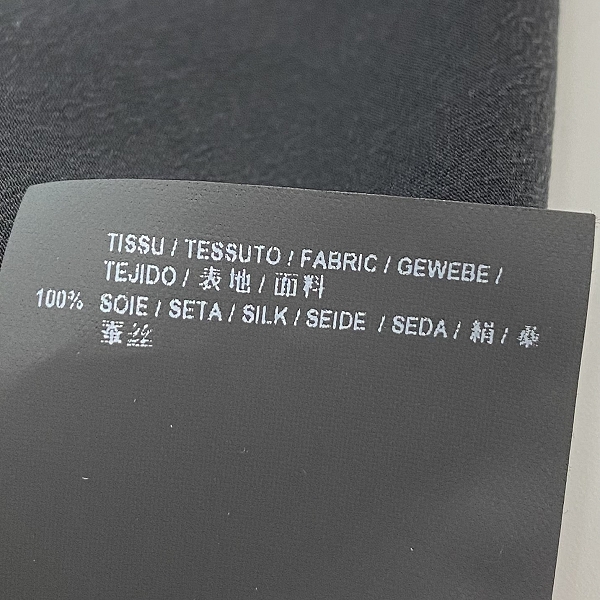 TISSU / TESSUTO / FABRIC / GEWEBE /
TEJIDO / 表地 / 面料
100% SOIE / SETA / SILK / SEIDE / SEDA / 絹 / 桑
蚕丝